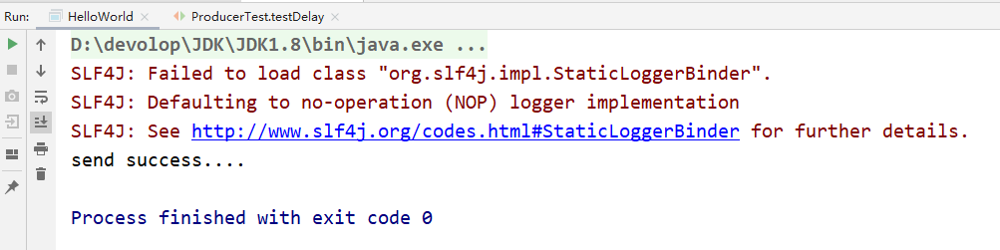 Run: HelloWorld × ProducerTest.testDelay ×
D:\devolop\JDK\JDK1.8\bin\java.exe ...
SLF4J: Failed to load class "org.slf4j.impl.StaticLoggerBinder".
SLF4J: Defaulting to no-operation (NOP) logger implementation
SLF4J: See http://www.slf4j.org/codes.html#StaticLoggerBinder for further details.
send success....
Process finished with exit code 0